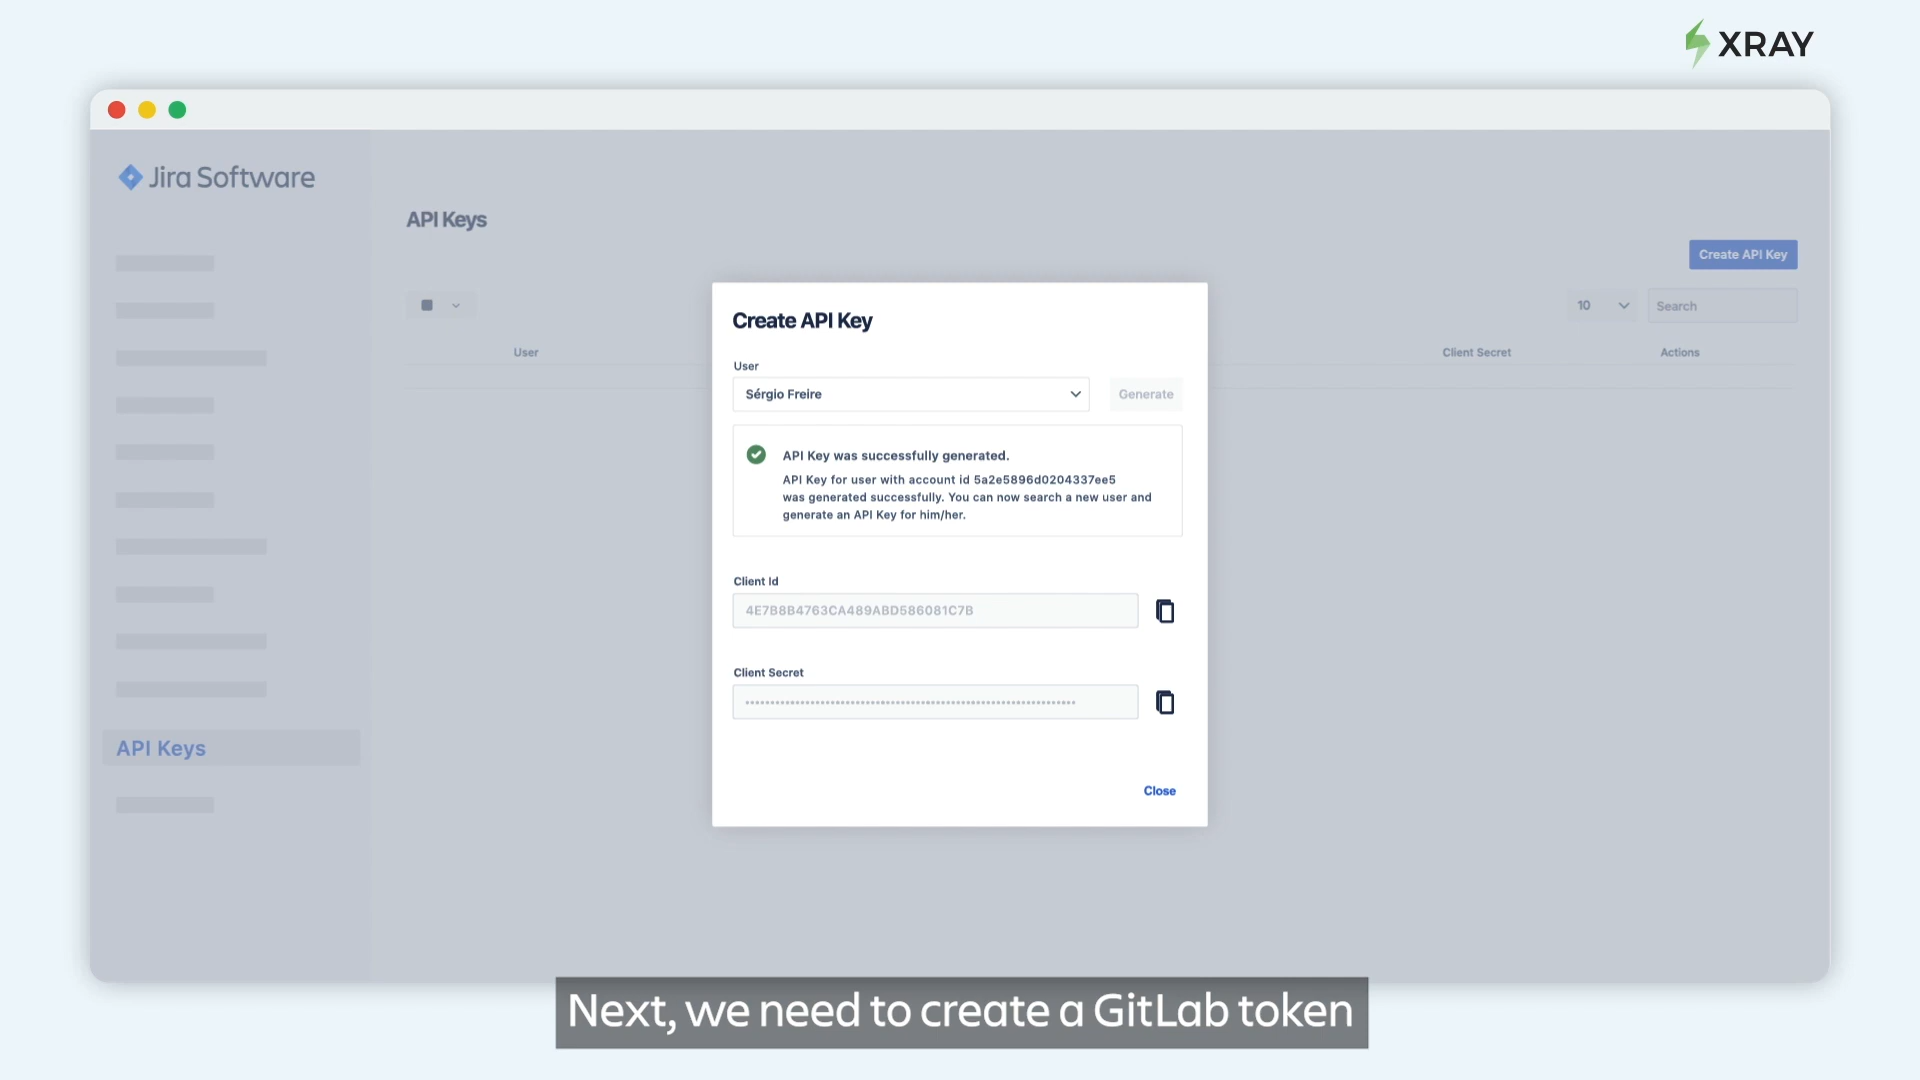 XRAY
Jira Software
API Keys
Create API Key
10
Search
User
Client Secret
Actions
Create API Key
User
Sérgio Freire
Generate
API Key was successfully generated.
API Key for user with account id 5a2e5896d0204337ee5
was generated successfully. You can now search a new user and
generate an API Key for him/her.
Client Id
4E7B8B4763CA489ABD586081C7B
Client Secret
Close
API Keys
Next, we need to create a GitLab token